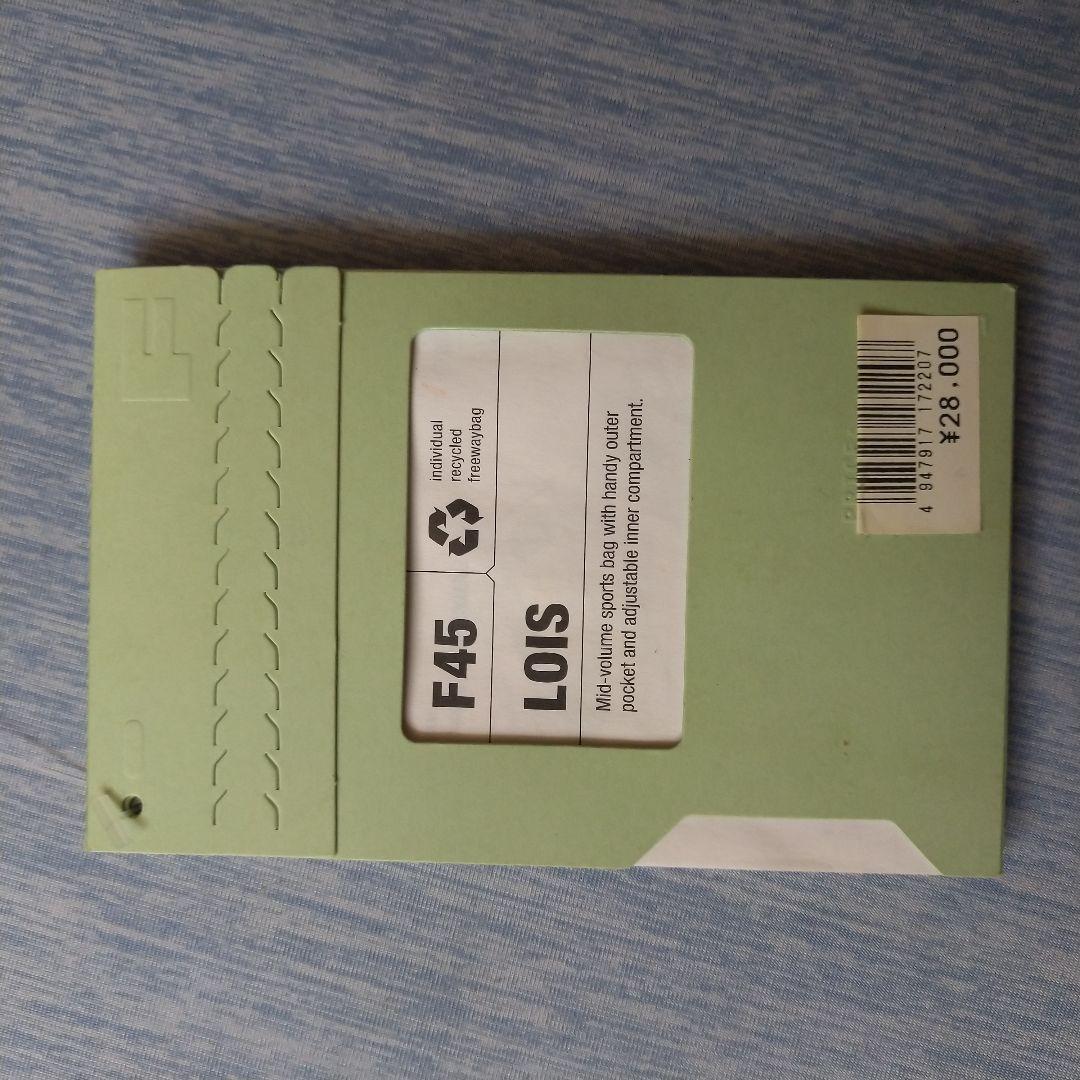 F
F45
individual
recycled
freewaybag
LOIS
Mid-volume sports bag with handy outer
pocket and adjustable inner compartment.
4 947917 172207
¥28.000